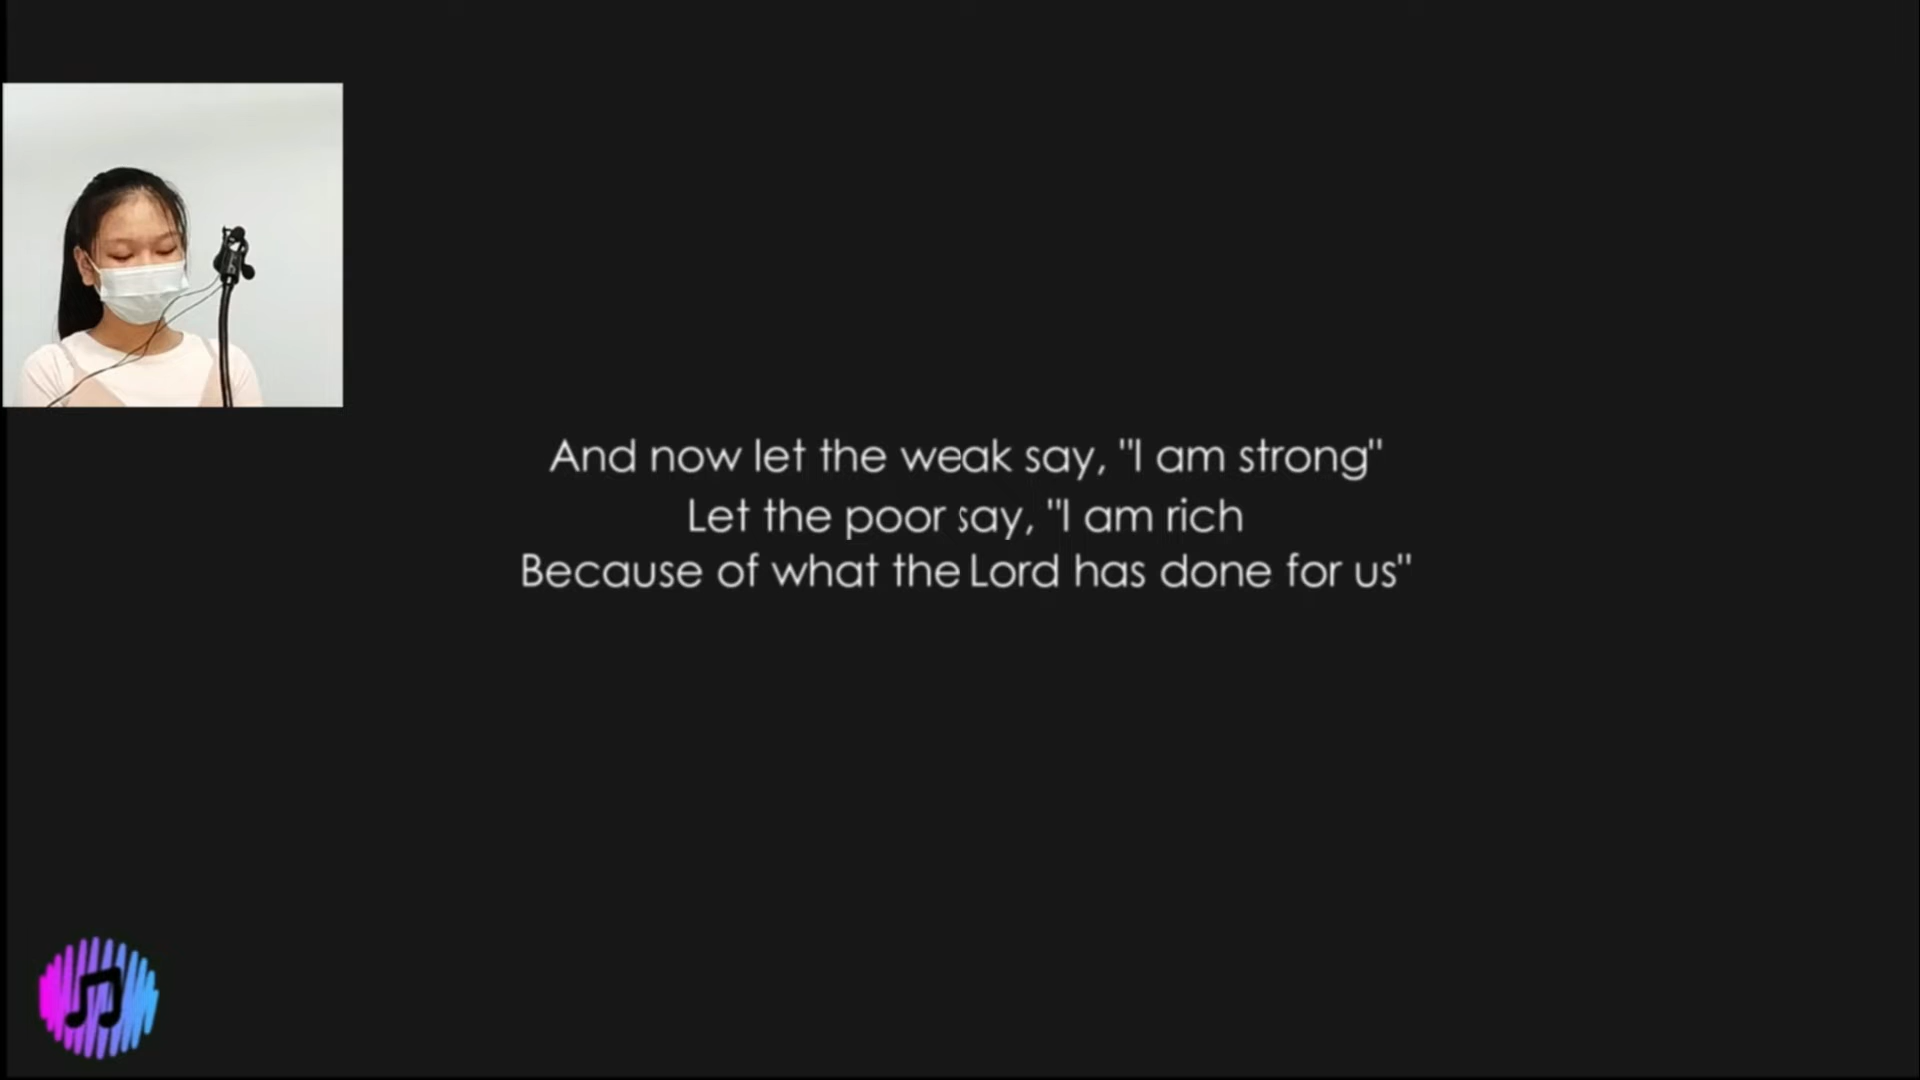 And now let the weak say, "I am strong"
Let the poor say, "I am rich
Because of what the Lord has done for us"